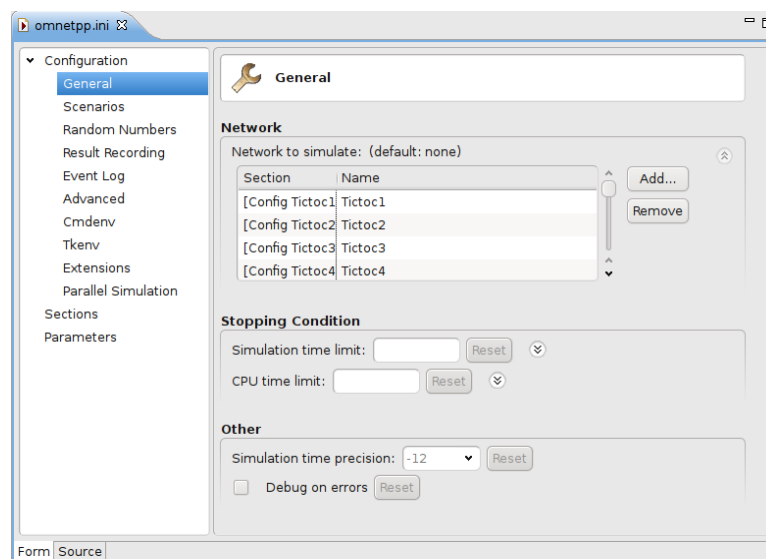 omnetpp.ini
Configuration
General
Scenarios
Random Numbers
Result Recording
Event Log
Advanced
Cmdenv
Tkenv
Extensions
Parallel Simulation
Sections
Parameters
General
Network
Network to simulate: (default: none)
Section Name
[Config Tictoc1 Tictoc1
[Config Tictoc2 Tictoc2
[Config Tictoc3 Tictoc3
[Config Tictoc4 Tictoc4
Add...
Remove
Stopping Condition
Simulation time limit: Reset
CPU time limit: Reset
Other
Simulation time precision: -12 Reset
Debug on errors Reset
Form Source